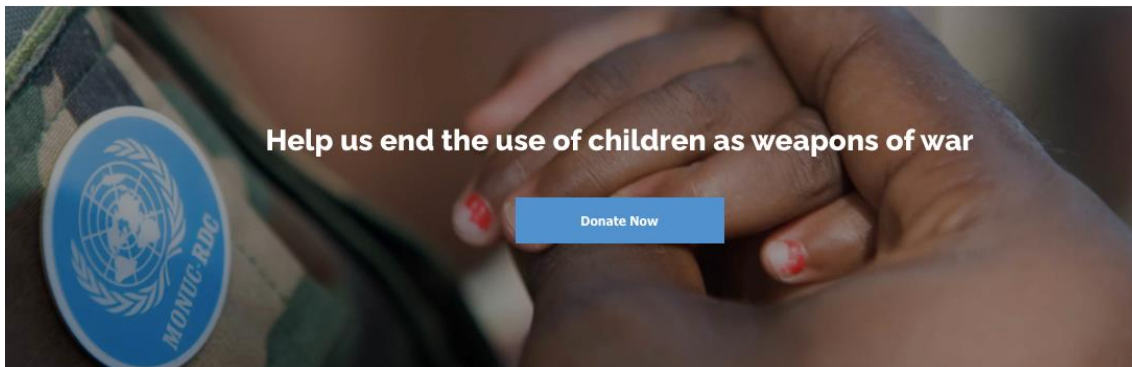 Help us end the use of children as weapons of war
Donate Now
MONUC-RDC